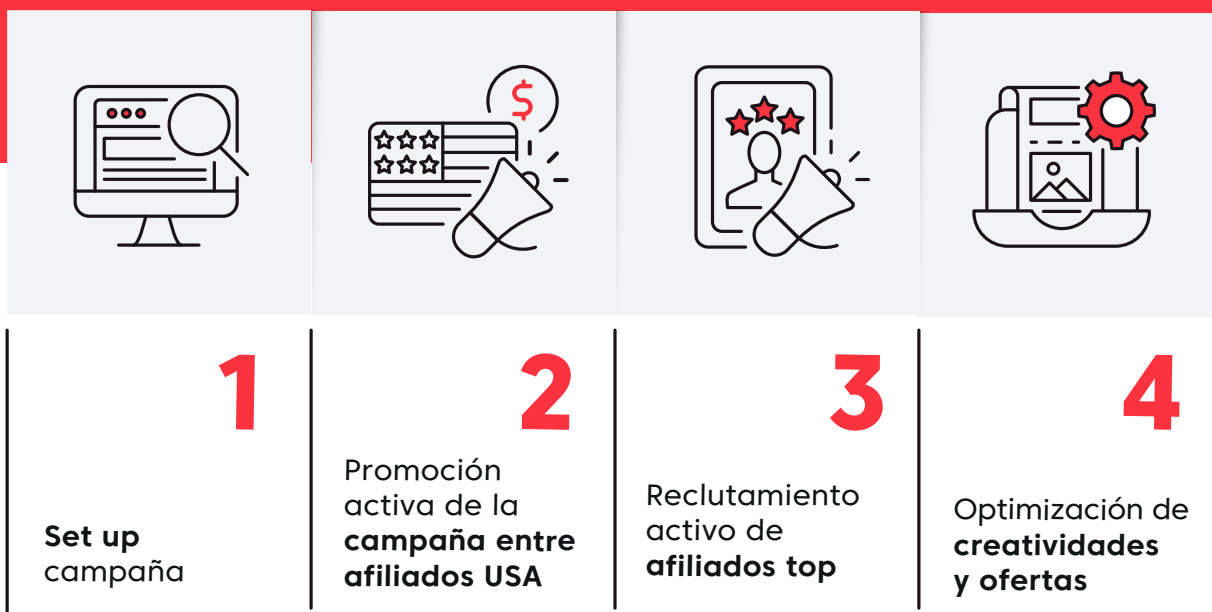 1
Set up
campaña
2
Promoción
activa de la
campaña entre
afiliados USA
3
Reclutamiento
activo de
afiliados top
4
Optimización de
creatividades
y ofertas